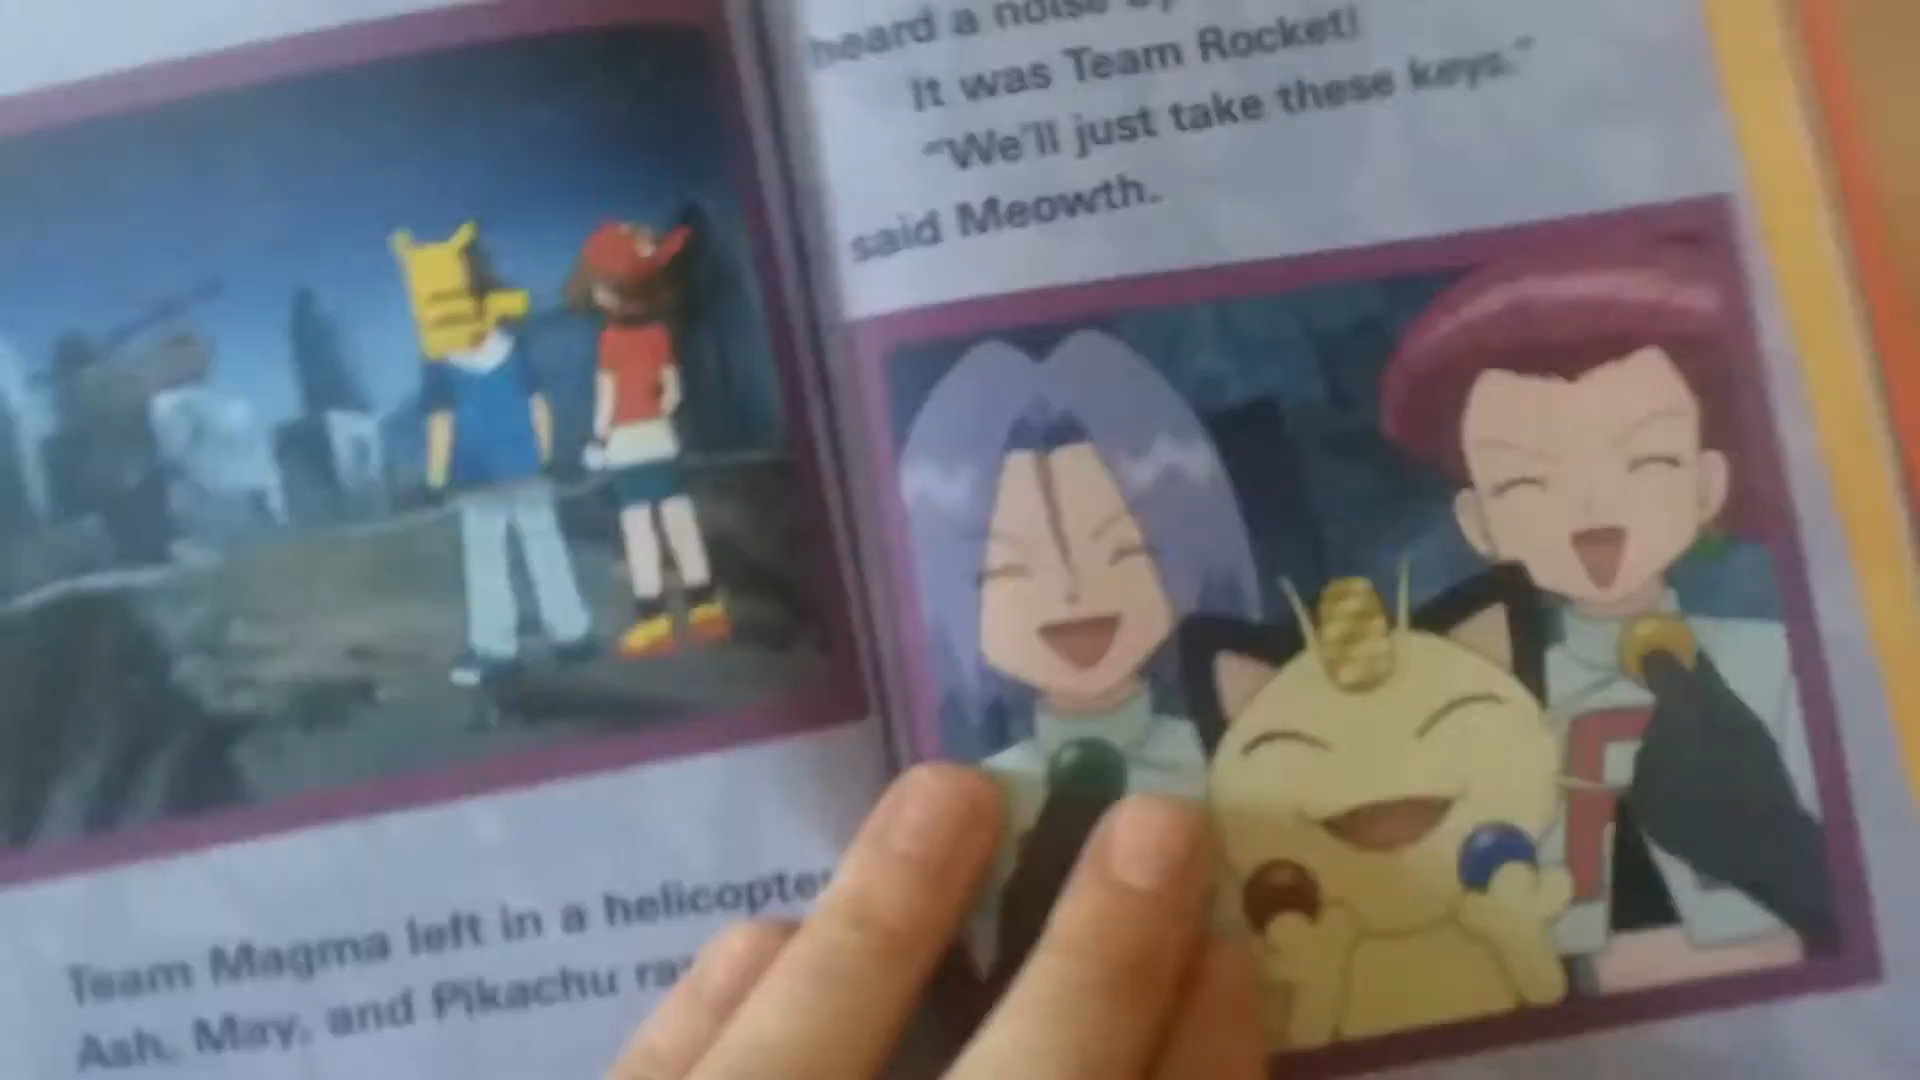 Team Magma left in a helicopter
Ash, May, and Pikachu
heard a noise
It was Team Rocket!
"We'll just take these keys,"
said Meowth.